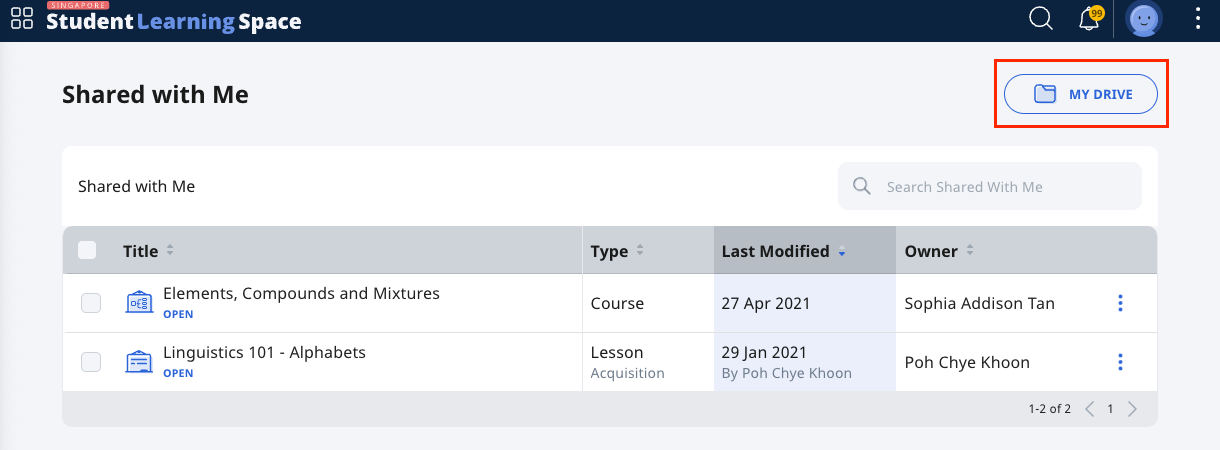 SINGAPORE
Student Learning Space
99
Shared with Me
MY DRIVE
Shared with Me
Search Shared With Me
Title Type Last Modified Owner
Elements, Compounds and Mixtures
OPEN
Course 27 Apr 2021 Sophia Addison Tan
Linguistics 101 - Alphabets
OPEN
Lesson
Acquisition
29 Jan 2021
By Poh Chye Khoon
Poh Chye Khoon
1-2 of 2 1